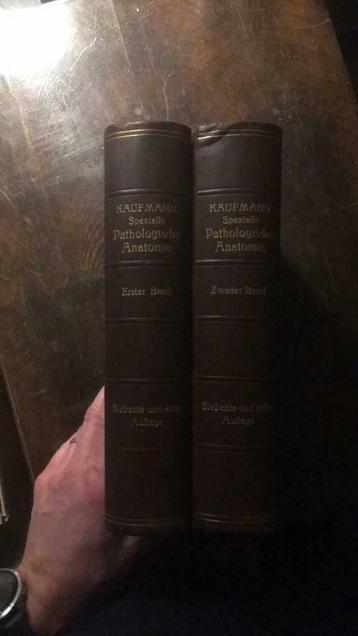 KAUFMANN
Spezielle
Pathologische
Anatomie.
Erster Band
Siebente und achte
Auflage
KAUFMANN
Spezielle
Pathologische
Anatomie.
Zweiter Band
Siebente und achte
Auflage